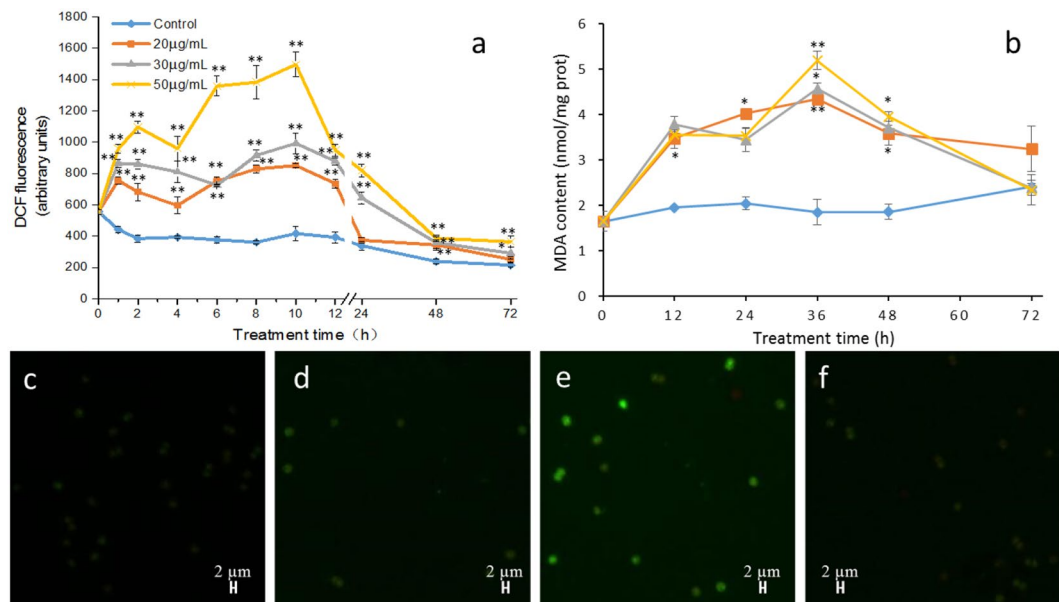 a
Control
20μg/mL
30μg/mL
50μg/mL
DCF fluorescence
(arbitrary units)
1800
1600
1400
1200
1000
800
600
400
200
0
** ** ** ** ** ** ** **
** ** ** ** ** ** ** **
** ** ** ** ** ** ** **
** ** ** ** ** *
0 2 4 6 8 10 12 24 48 72
Treatment time（h）
b
MDA content (nmol/mg prot)
6
5
4
3
2
1
0
**
*
* ** *
* **
0 12 24 36 48 60 72
Treatment time (h)
c
2 μm
d
2 μm
e
2 μm
f
2 μm